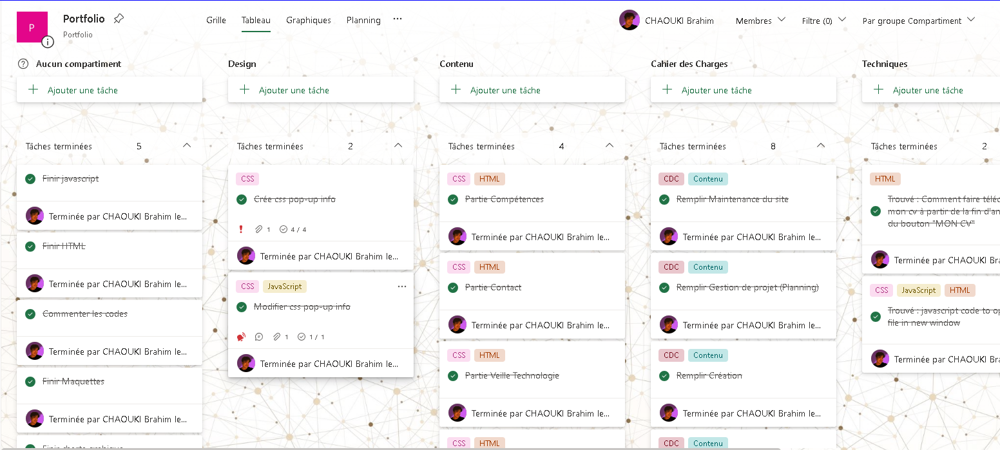 P
Portfolio
Portfolio
Grille
Tableau
Graphiques
Planning
CHAOUKI Brahim
Membres
Filtre (0)
Par groupe Compartiment
Aucun compartiment
Ajouter une tâche
Tâches terminées 5
Finir javascript
Terminée par CHAOUKI Brahim le...
Finir HTML
Terminée par CHAOUKI Brahim le...
Commenter les codes
Terminée par CHAOUKI Brahim le...
Finir Maquettes
Terminée par CHAOUKI Brahim le...
Design
Ajouter une tâche
Tâches terminées 2
CSS
Crée css pop-up info
1 4 / 4
Terminée par CHAOUKI Brahim le...
CSS JavaScript
Modifier css pop-up info
1 1 / 1
Terminée par CHAOUKI Brahim le...
Contenu
Ajouter une tâche
Tâches terminées 4
CSS HTML
Partie Compétences
Terminée par CHAOUKI Brahim le...
CSS HTML
Partie Contact
Terminée par CHAOUKI Brahim le...
CSS HTML
Partie Veille Technologie
Terminée par CHAOUKI Brahim le...
CSS HTML
Cahier des Charges
Ajouter une tâche
Tâches terminées 8
CDC Contenu
Remplir Maintenance du site
Terminée par CHAOUKI Brahim le...
CDC Contenu
Remplir Gestion de projet (Planning)
Terminée par CHAOUKI Brahim le...
CDC Contenu
Remplir Création
Terminée par CHAOUKI Brahim le...
CDC Contenu
Techniques
Ajouter une tâche
Tâches terminées 2
HTML
Trouvé : Comment faire téléc
mon cv à partir de la fin d'an
du bouton "MON CV"
Terminée par CHAOUKI Bra
CSS JavaScript HTML
Trouvé : javascript code to op
file in new window
Terminée par CHAOUKI Bra